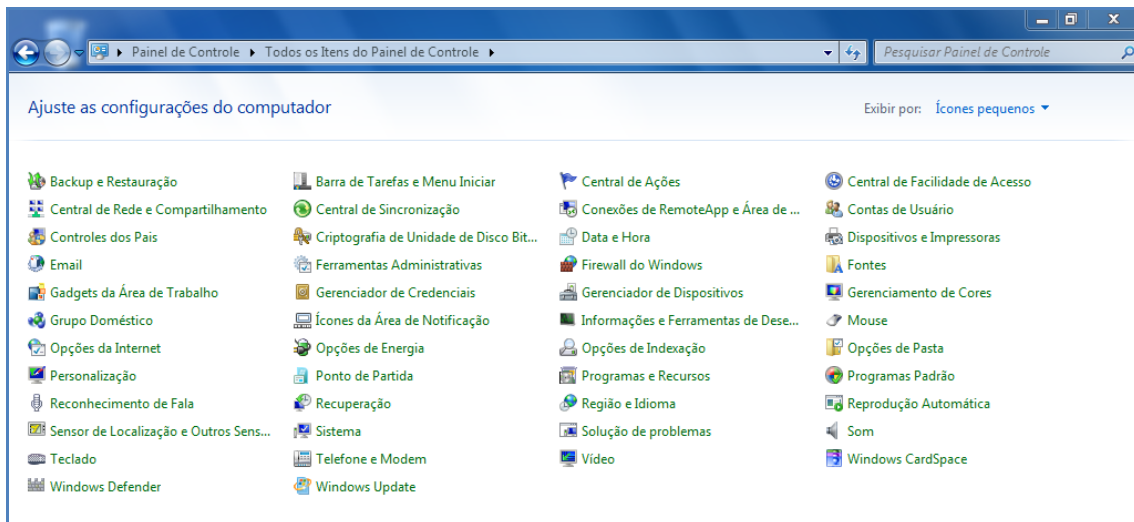 Painel de Controle Todos os Itens do Painel de Controle Pesquisar Painel de Controle
Ajuste as configurações do computador Exibir por: Ícones pequenos
Backup e Restauração Barra de Tarefas e Menu Iniciar Central de Ações Central de Facilidade de Acesso
Central de Rede e Compartilhamento Central de Sincronização Conexões de RemoteApp e Área de ... Contas de Usuário
Controles dos Pais Criptografia de Unidade de Disco Bit... Data e Hora Dispositivos e Impressoras
Email Ferramentas Administrativas Firewall do Windows Fontes
Gadgets da Área de Trabalho Gerenciador de Credenciais Gerenciador de Dispositivos Gerenciamento de Cores
Grupo Doméstico Ícones da Área de Notificação Informações e Ferramentas de Dese... Mouse
Opções da Internet Opções de Energia Opções de Indexação Opções de Pasta
Personalização Ponto de Partida Programas e Recursos Programas Padrão
Reconhecimento de Fala Recuperação Região e Idioma Reprodução Automática
Sensor de Localização e Outros Sens... Sistema Solução de problemas Som
Teclado Telefone e Modem Vídeo Windows CardSpace
Windows Defender Windows Update